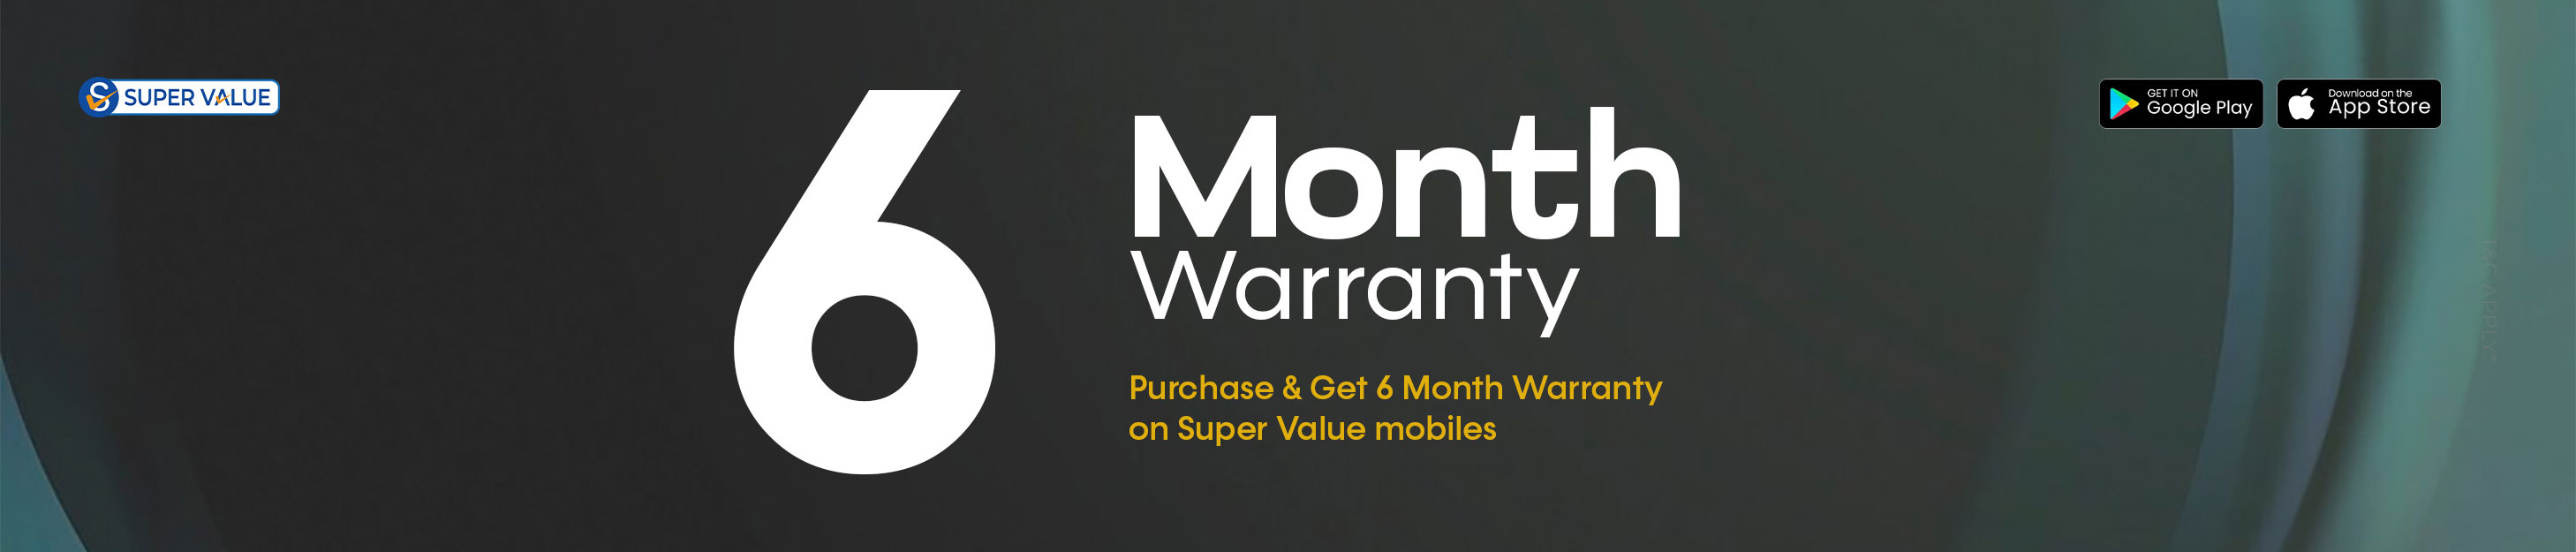 SUPER VALUE
6
Month
Warranty
Purchase & Get 6 Month Warranty
on Super Value mobiles
GET IT ON
Google Play
Download on the
App Store
T&C APPLY*